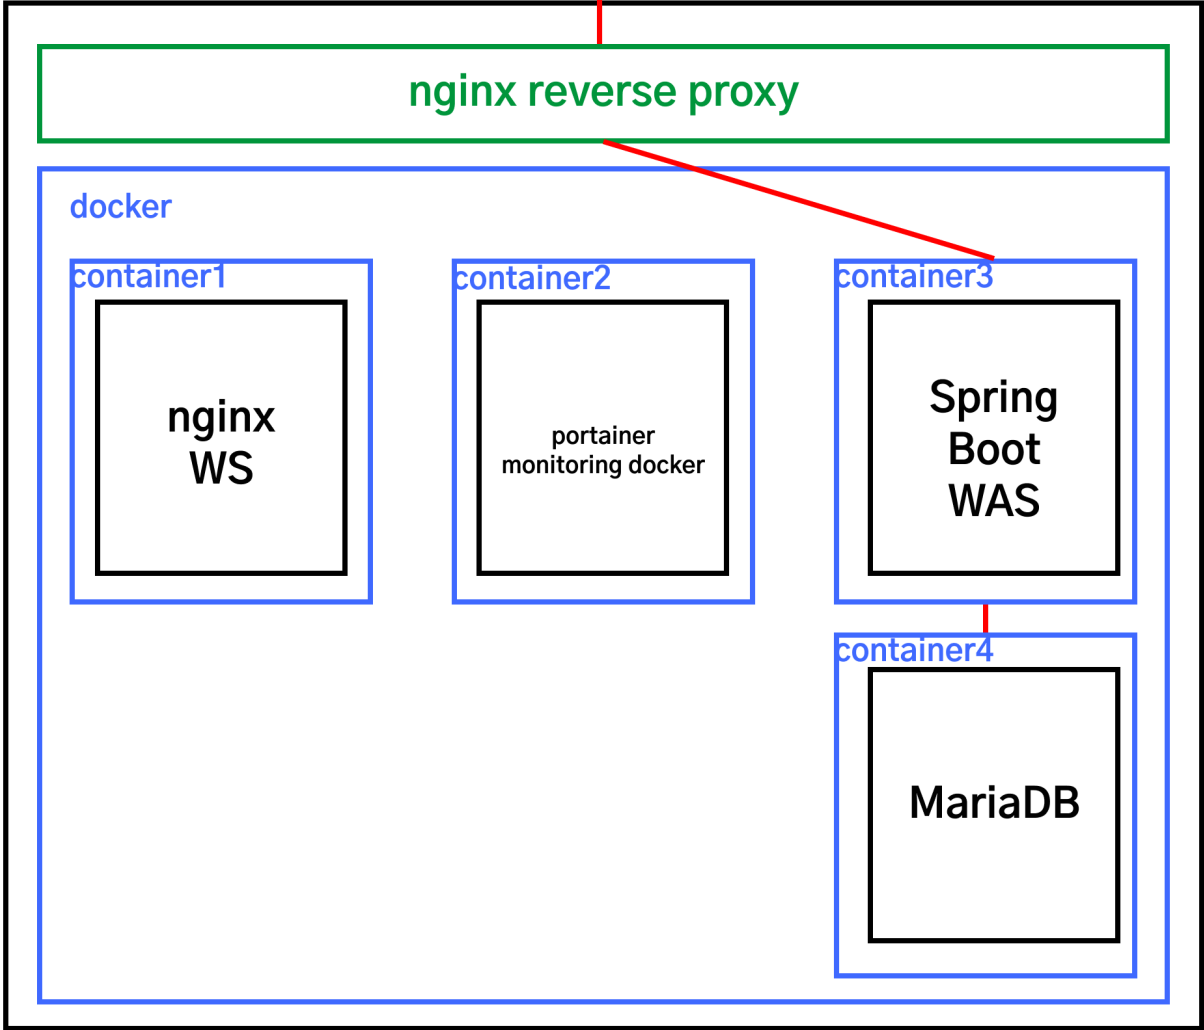 nginx reverse proxy
docker
container1
nginx
WS
container2
portainer
monitoring docker
container3
Spring
Boot
WAS
container4
MariaDB